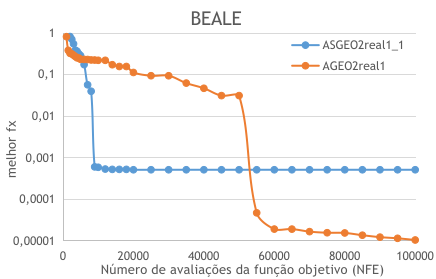 BEALE
1
0,1
0,01
0,001
0,0001
0,00001
melhor fx
ASGEO2real1_1
AGEO2real1
0 20000 40000 60000 80000 100000
Número de avaliações da função objetivo (NFE)